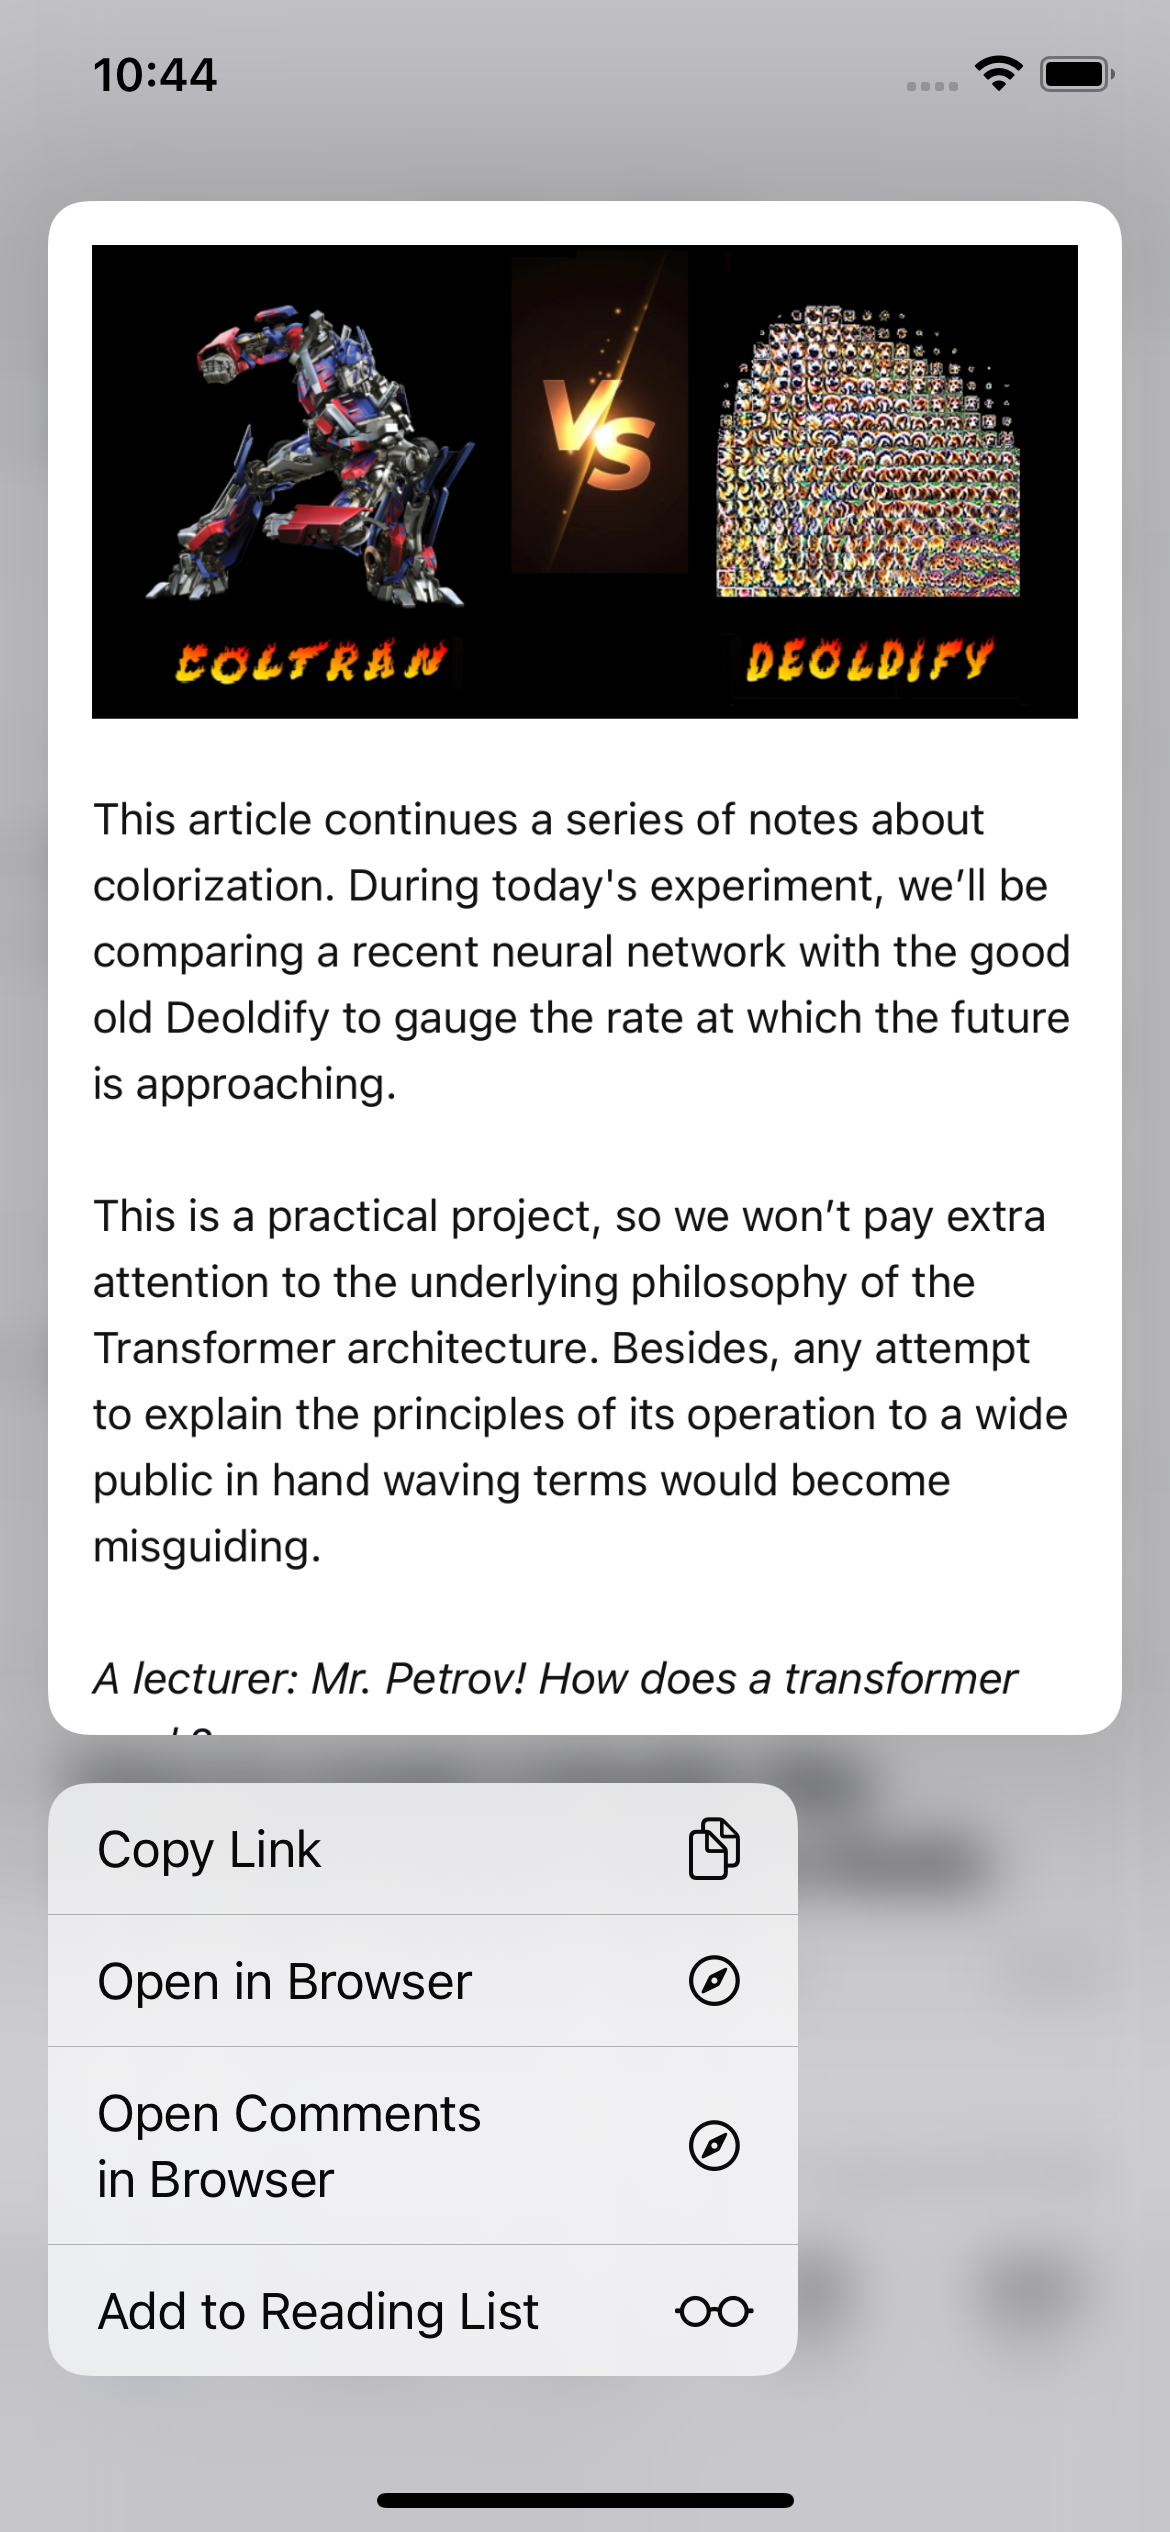 10:44
VS
COLTRAN
DEOLDIFY
This article continues a series of notes about
colorization. During today's experiment, we’ll be
comparing a recent neural network with the good
old Deoldify to gauge the rate at which the future
is approaching.
This is a practical project, so we won’t pay extra
attention to the underlying philosophy of the
Transformer architecture. Besides, any attempt
to explain the principles of its operation to a wide
public in hand waving terms would become
misguiding.
A lecturer: Mr. Petrov! How does a transformer
Copy Link
Open in Browser
Open Comments
in Browser
Add to Reading List